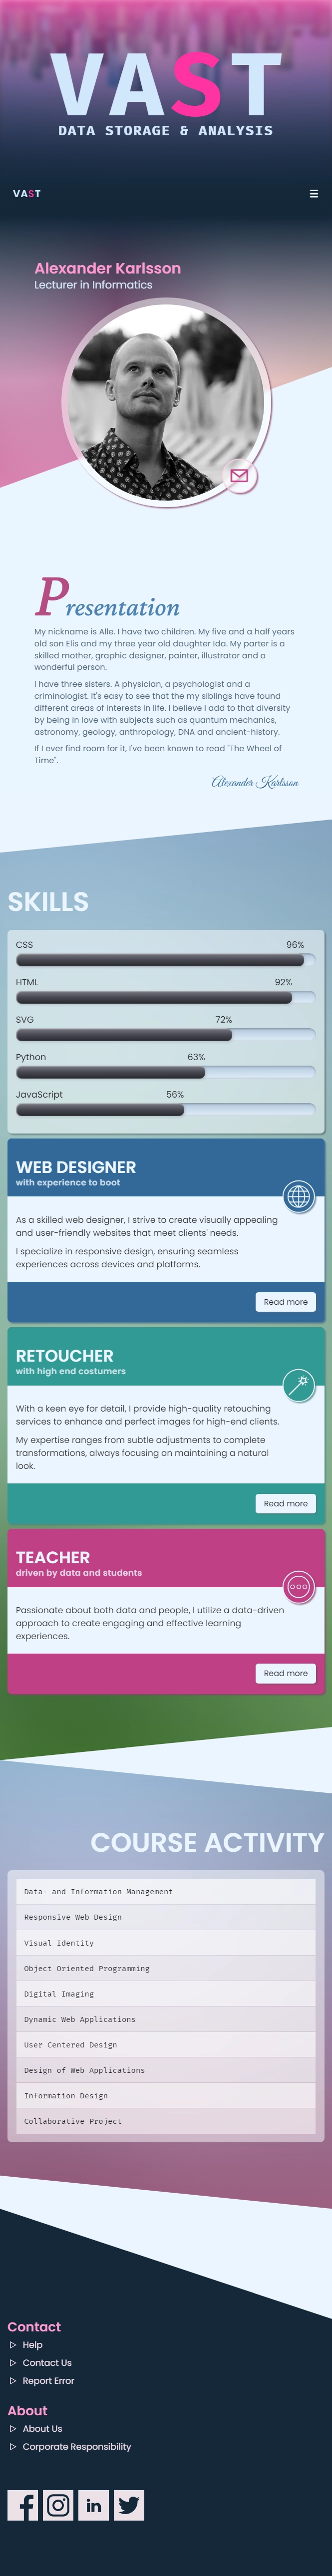 VAST
DATA STORAGE & ANALYSIS
VAST
Alexander Karlsson
Lecturer in Informatics
Presentation
My nickname is Alle. I have two children. My five and a half years
old son Elis and my three year old daughter Ida. My parter is a
skilled mother, graphic designer, painter, illustrator and a
wonderful person.
I have three sisters. A physician, a psychologist and a
criminologist. It's easy to see that the my siblings have found
different areas of interests in life. I believe I add to that diversity
by being in love with subjects such as quantum mechanics,
astronomy, geology, anthropology, DNA and ancient-history.
If I ever find room for it, I've been known to read "The Wheel of
Time".
Alexander Karlsson
SKILLS
CSS 96%
HTML 92%
SVG 72%
Python 63%
JavaScript 56%
WEB DESIGNER
with experience to boot
As a skilled web designer, I strive to create visually appealing
and user-friendly websites that meet clients' needs.
I specialize in responsive design, ensuring seamless
experiences across devices and platforms.
Read more
RETOUCHER
with high end costumers
With a keen eye for detail, I provide high-quality retouching
services to enhance and perfect images for high-end clients.
My expertise ranges from subtle adjustments to complete
transformations, always focusing on maintaining a natural
look.
Read more
TEACHER
driven by data and students
Passionate about both data and people, I utilize a data-driven
approach to create engaging and effective learning
experiences.
Read more
COURSE ACTIVITY
Data- and Information Management
Responsive Web Design
Visual Identity
Object Oriented Programming
Digital Imaging
Dynamic Web Applications
User Centered Design
Design of Web Applications
Information Design
Collaborative Project
Contact
Help
Contact Us
Report Error
About
About Us
Corporate Responsibility